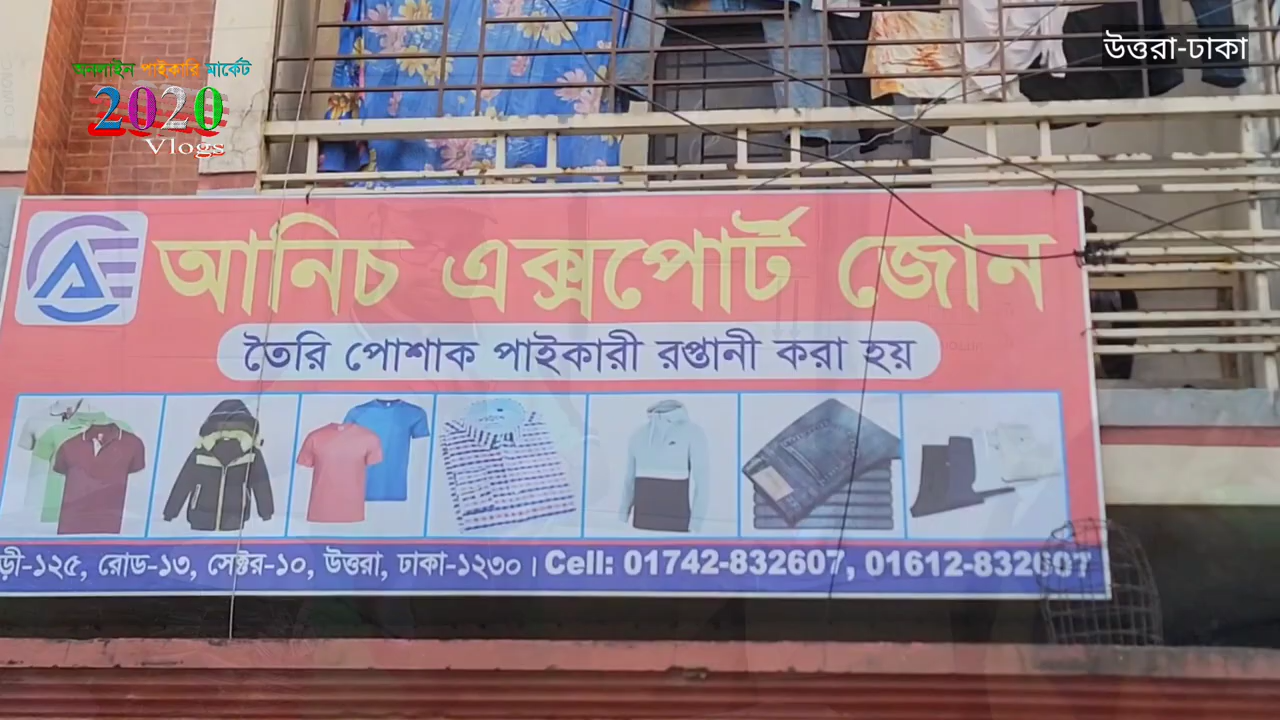 উত্তরা-ঢাকা
অনলাইন পাইকারি মার্কেট
2020
Vlogs
আনিচ এক্সপোর্ট জোন
তৈরি পোশাক পাইকারী রপ্তানী করা হয়
রোড-১৩, সেক্টর-১০, উত্তরা, ঢাকা-১২৩০। Cell: 01742-832607, 01612-832607